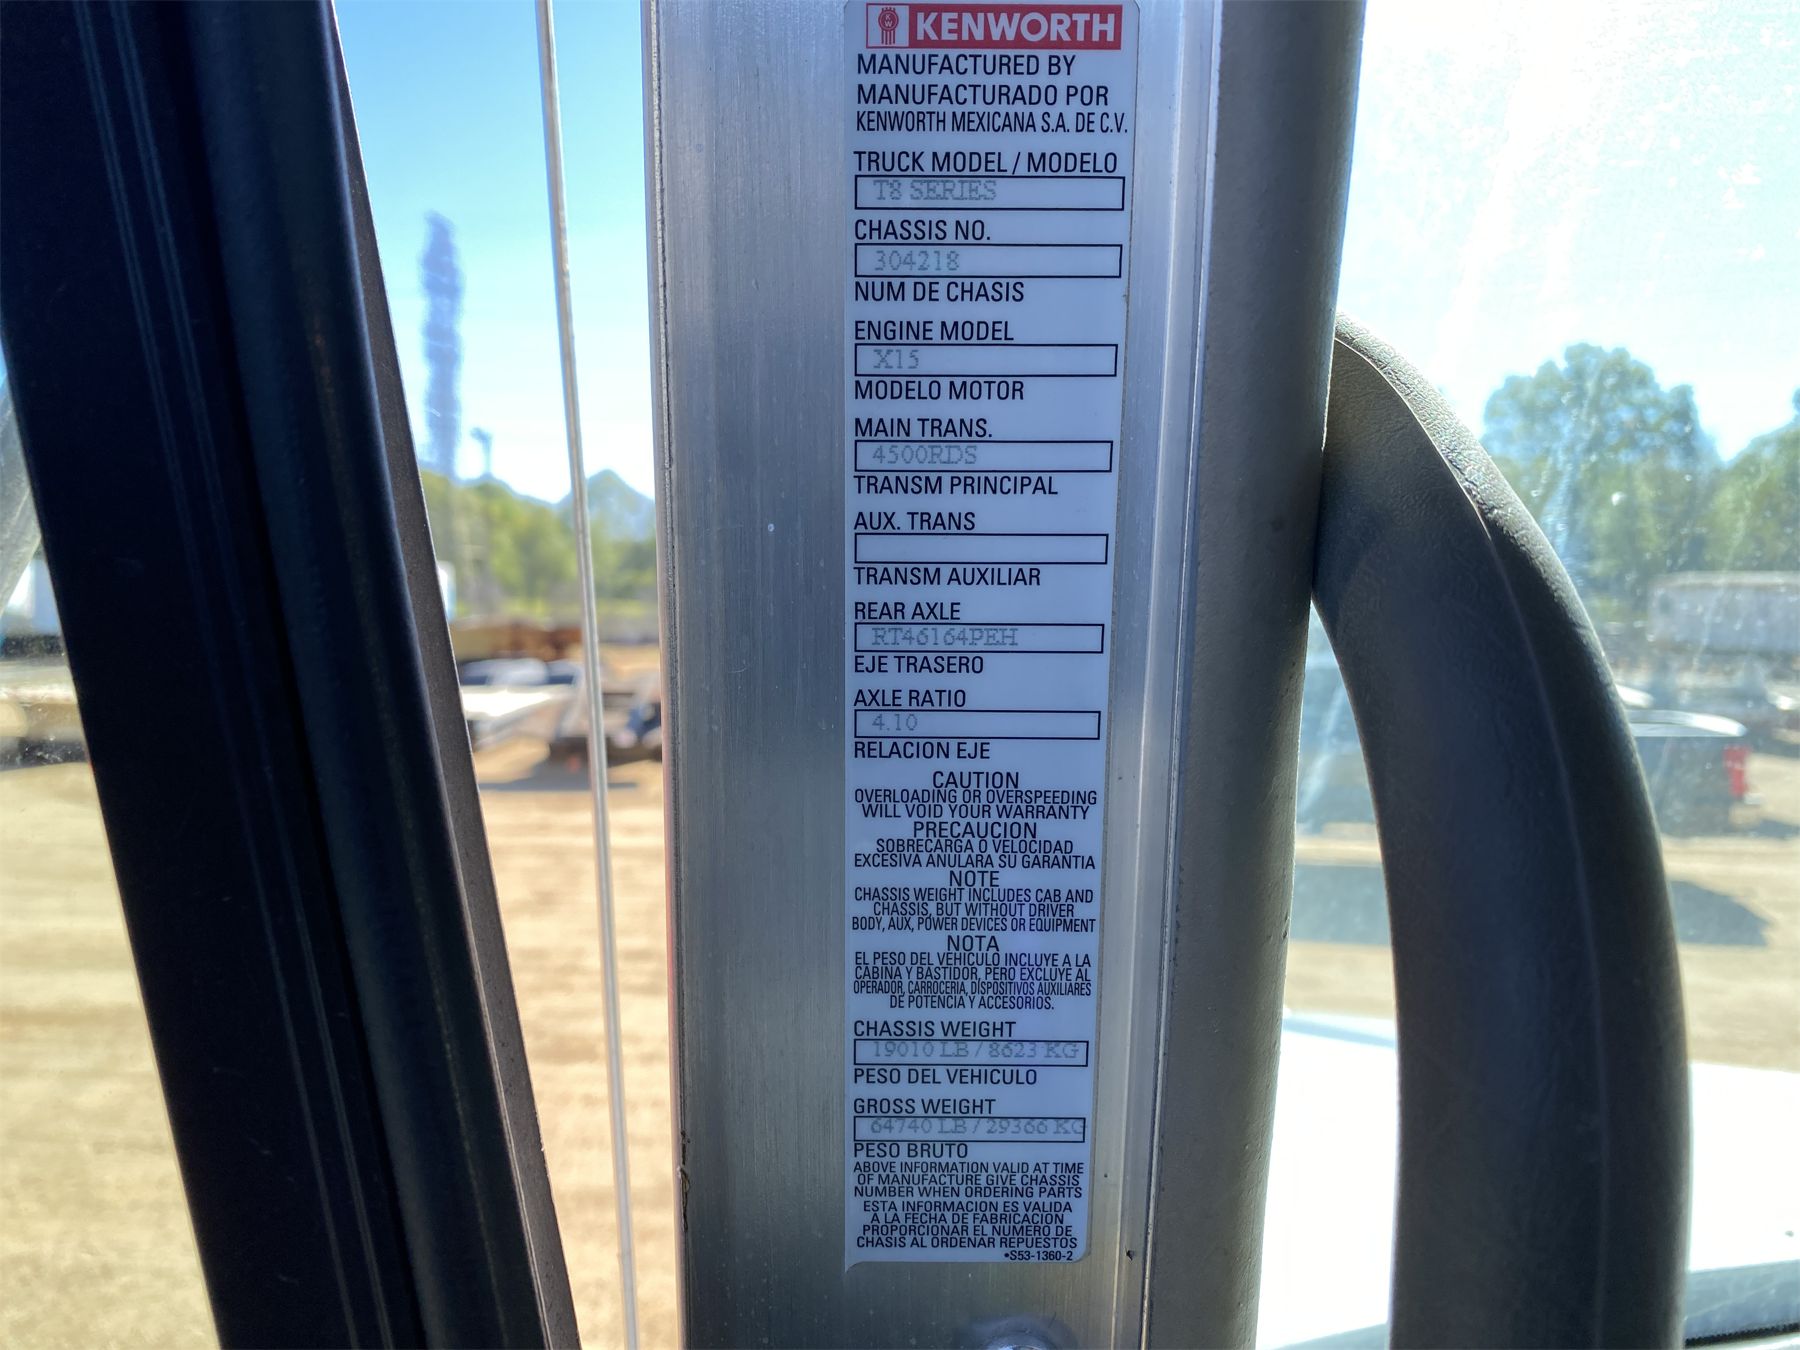 KENWORTH
MANUFACTURED BY
MANUFACTURADO POR
KENWORTH MEXICANA S.A. DE C.V.
TRUCK MODEL / MODELO
T8 SERIES
CHASSIS NO.
304218
NUM DE CHASIS
ENGINE MODEL
X15
MODELO MOTOR
MAIN TRANS.
4500RDS
TRANSM PRINCIPAL
AUX. TRANS
TRANSM AUXILIAR
REAR AXLE
RT46164PEH
EJE TRASERO
AXLE RATIO
4.10
RELACION EJE
CAUTION
OVERLOADING OR OVERSPEEDING
WILL VOID YOUR WARRANTY
PRECAUCION
SOBRECARGA O VELOCIDAD
EXCESIVA ANULARA SU GARANTIA
NOTE
CHASSIS WEIGHT INCLUDES CAB AND
CHASSIS, BUT WITHOUT DRIVER
BODY, AUX, POWER DEVICES OR EQUIPMENT
NOTA
EL PESO DEL VEHICULO INCLUYE A LA
CABINA Y BASTIDOR, PERO EXCLUYE AL
OPERADOR, CARROCERIA, DISPOSITIVOS AUXILIARES
DE POTENCIA Y ACCESORIOS.
CHASSIS WEIGHT
19010 LB / 8623 KG
PESO DEL VEHICULO
GROSS WEIGHT
64740 LB / 29366 KG
PESO BRUTO
ABOVE INFORMATION VALID AT TIME
OF MANUFACTURE GIVE CHASSIS
NUMBER WHEN ORDERING PARTS
ESTA INFORMACION ES VALIDA
A LA FECHA DE FABRICACION
PROPORCIONAR EL NUMERO DE
CHASIS AL ORDENAR REPUESTOS
•S53-1360-2